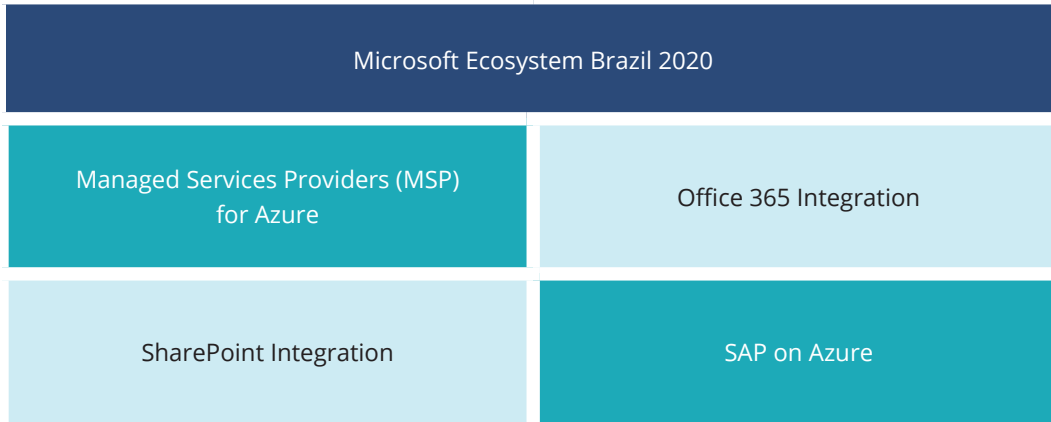 Microsoft Ecosystem Brazil 2020
Managed Services Providers (MSP)
for Azure
Office 365 Integration
SharePoint Integration
SAP on Azure